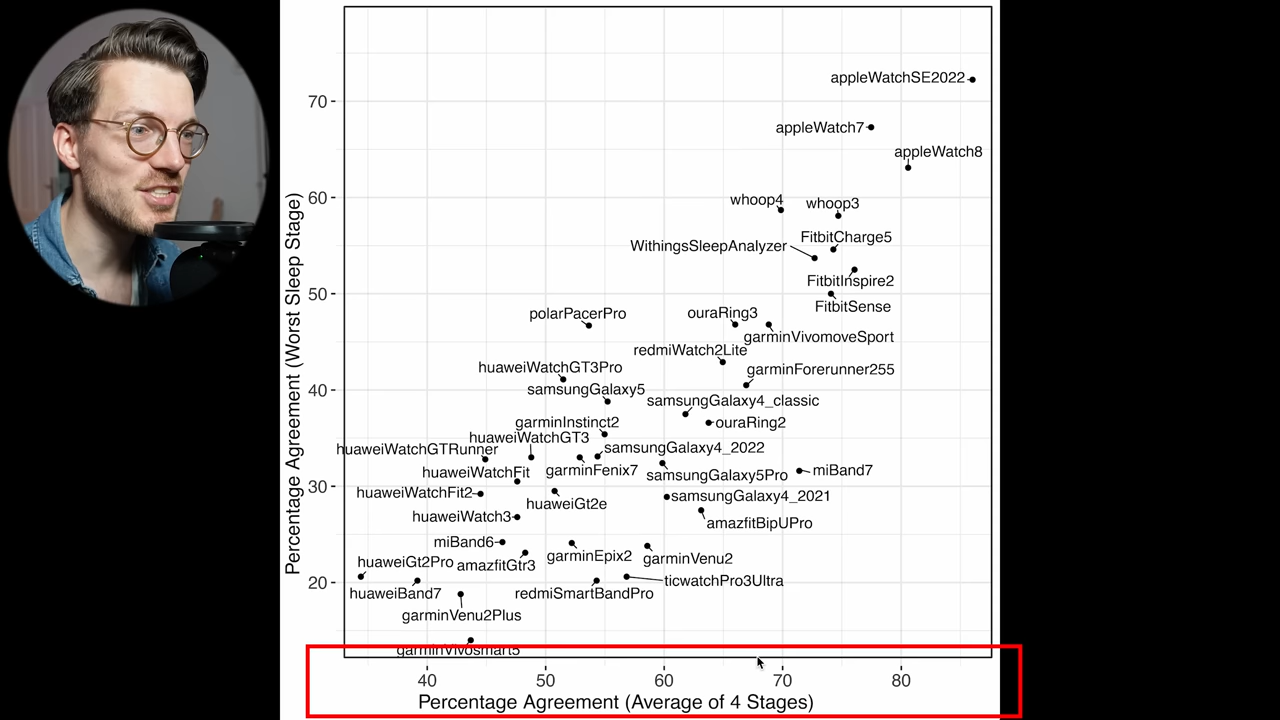 appleWatchSE2022
70
appleWatch7
appleWatch8
60
whoop4
whoop3
FitbitCharge5
WithingsSleepAnalyzer
FitbitInspire2
50
FitbitSense
polarPacerPro
ouraRing3
garminVivomoveSport
redmiWatch2Lite
huaweiWatchGT3Pro
garminForerunner255
40
samsungGalaxy5
samsungGalaxy4_classic
garminInstinct2
ouraRing2
huaweiWatchGT3
huaweiWatchGTRunner
samsungGalaxy4_2022
huaweiWatchFit
garminFenix7
samsungGalaxy5Pro
miBand7
30
huaweiWatchFit2
huaweiGt2e
samsungGalaxy4_2021
huaweiWatch3
amazfitBipUPro
miBand6
garminEpix2
garminVenu2
huaweiGt2Pro
amazfitGtr3
20
ticwatchPro3Ultra
huaweiBand7
redmiSmartBandPro
garminVenu2Plus
garminVivosmart5
Percentage Agreement (Worst Sleep Stage)
40 50 60 70 80
Percentage Agreement (Average of 4 Stages)